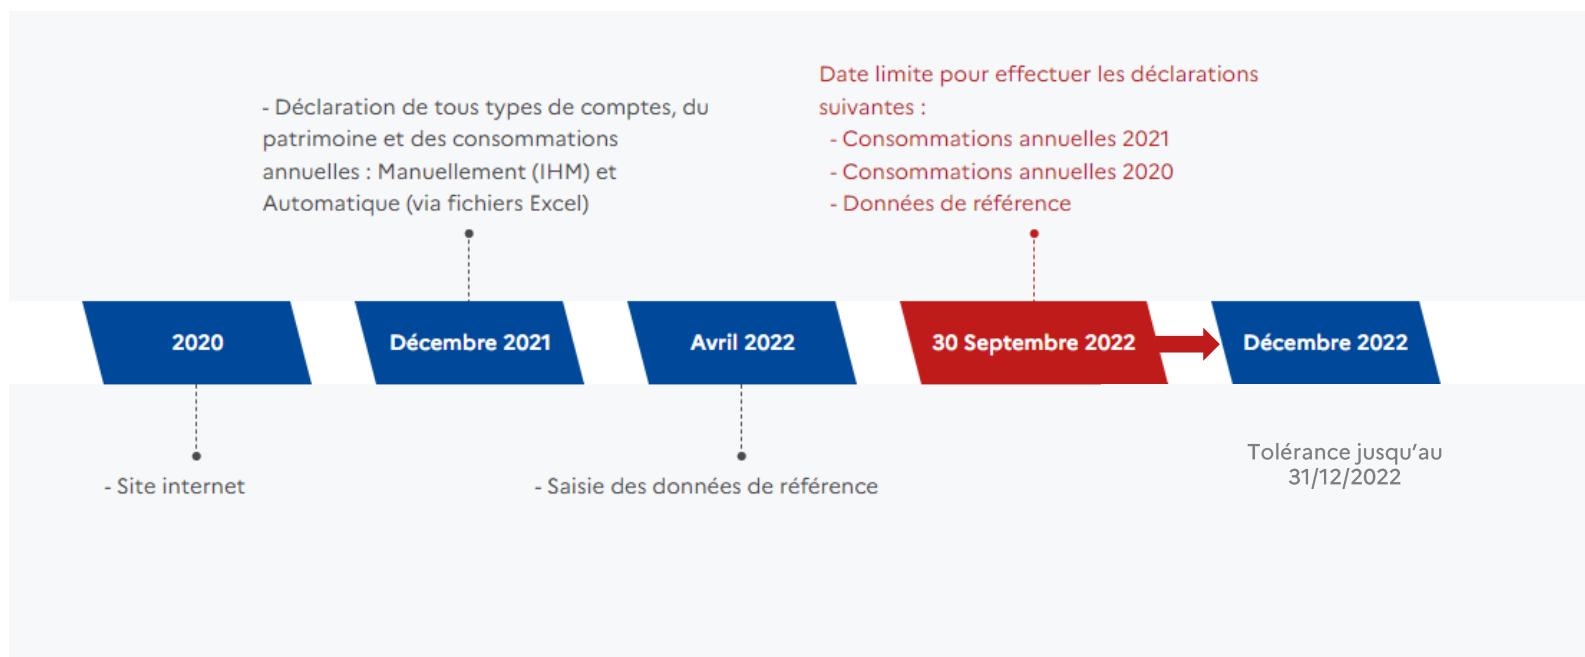 Date limite pour effectuer les déclarations
suivantes :
- Consommations annuelles 2021
- Consommations annuelles 2020
- Données de référence
- Déclaration de tous types de comptes, du
patrimoine et des consommations
annuelles : Manuellement (IHM) et
Automatique (via fichiers Excel)
2020
Décembre 2021
Avril 2022
30 Septembre 2022
Décembre 2022
- Site internet
- Saisie des données de référence
Tolérance jusqu'au
31/12/2022